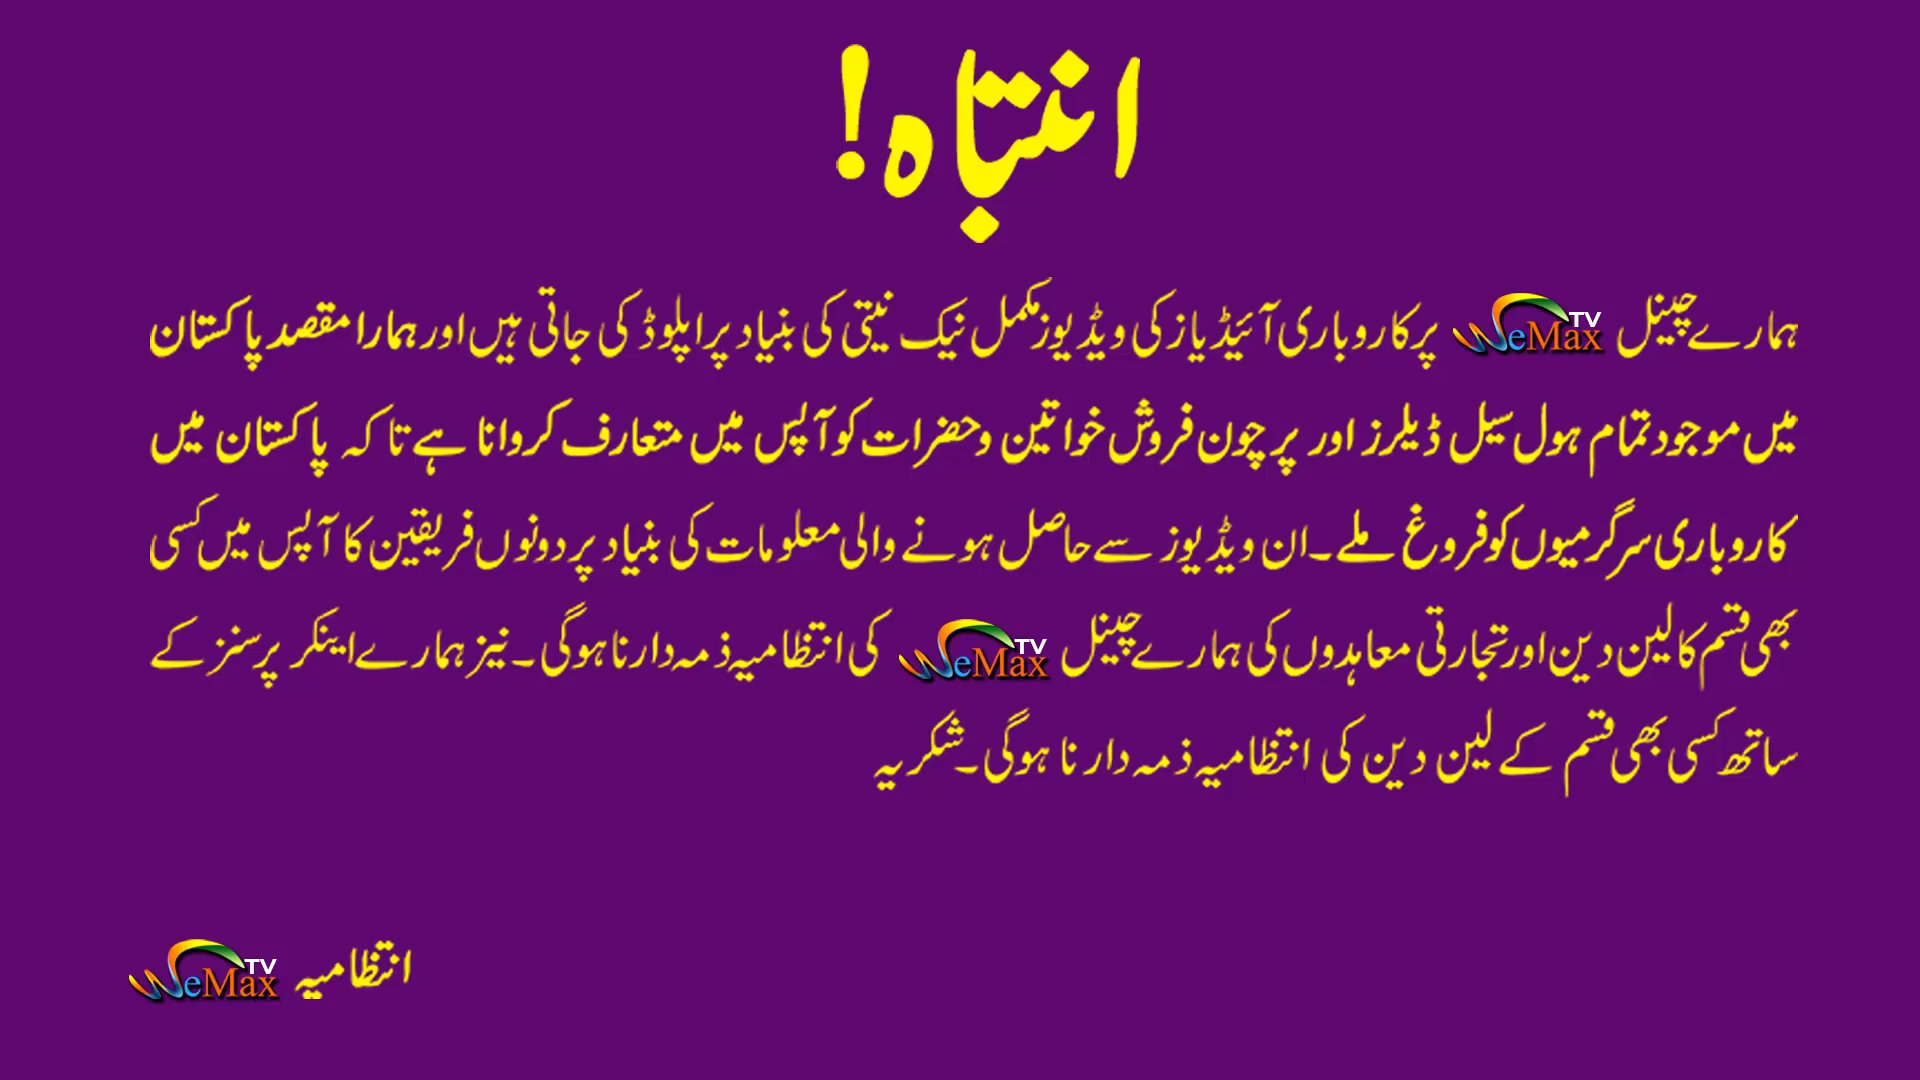 انتباہ!
ہمارے چینل WeMax TV پر کاروباری آئیڈیاز کی ویڈیوز مکمل نیک نیتی کی بنیاد پر اپلوڈ کی جاتی ہیں اور ہمارا مقصد پاکستان
میں موجود تمام ہول سیل ڈیلرز اور پرچون فروش خواتین و حضرات کو آپس میں متعارف کروانا ہے تاکہ پاکستان میں
کاروباری سرگرمیوں کو فروغ ملے۔ ان ویڈیوز سے حاصل ہونے والی معلومات کی بنیاد پر دونوں فریقین کا آپس میں کسی
بھی قسم کا لین دین اور تجارتی معاہدوں کی ہمارے چینل WeMax TV کی انتظامیہ ذمہ دار نا ہوگی۔ نیز ہمارے اینکر پرسنز کے
ساتھ کسی بھی قسم کے لین دین کی انتظامیہ ذمہ دار نا ہوگی۔ شکریہ
انتظامیہ WeMax TV